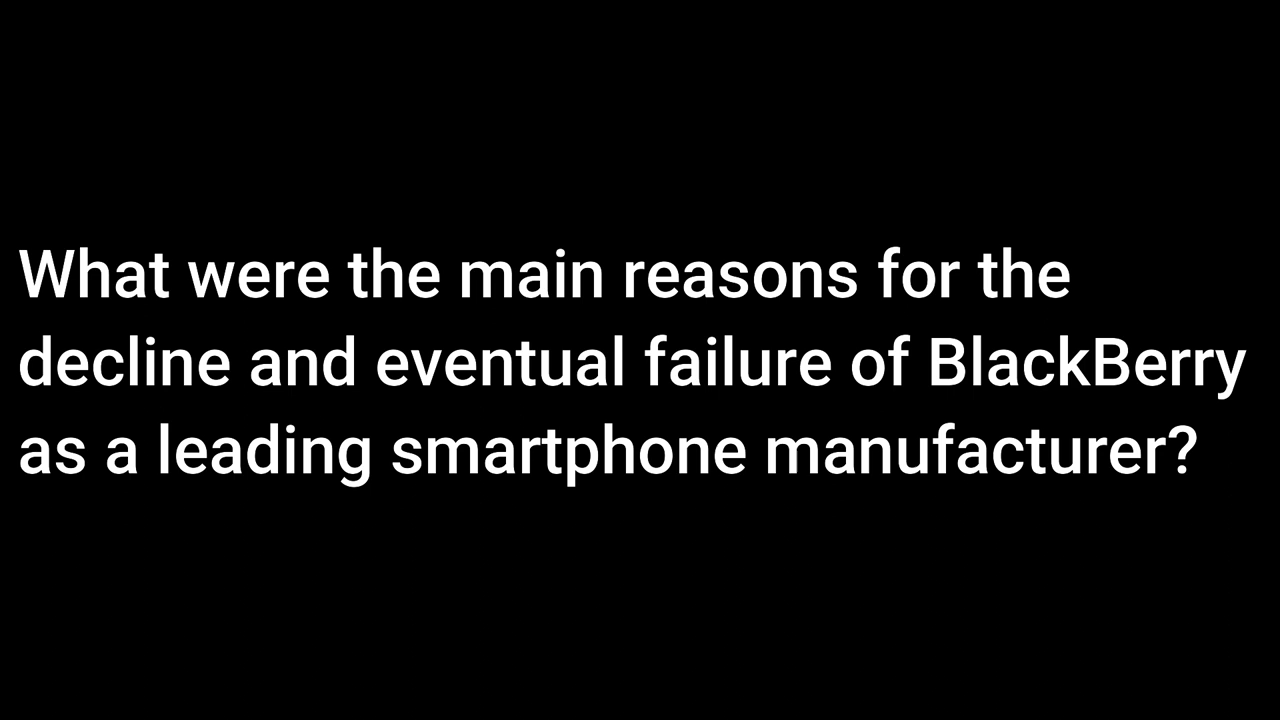 What were the main reasons for the
decline and eventual failure of BlackBerry
as a leading smartphone manufacturer?